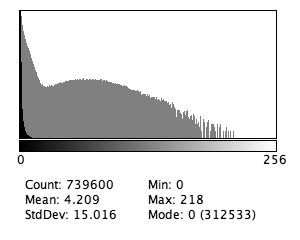 0 256
Count: 739600 Min: 0
Mean: 4.209 Max: 218
StdDev: 15.016 Mode: 0 (312533)